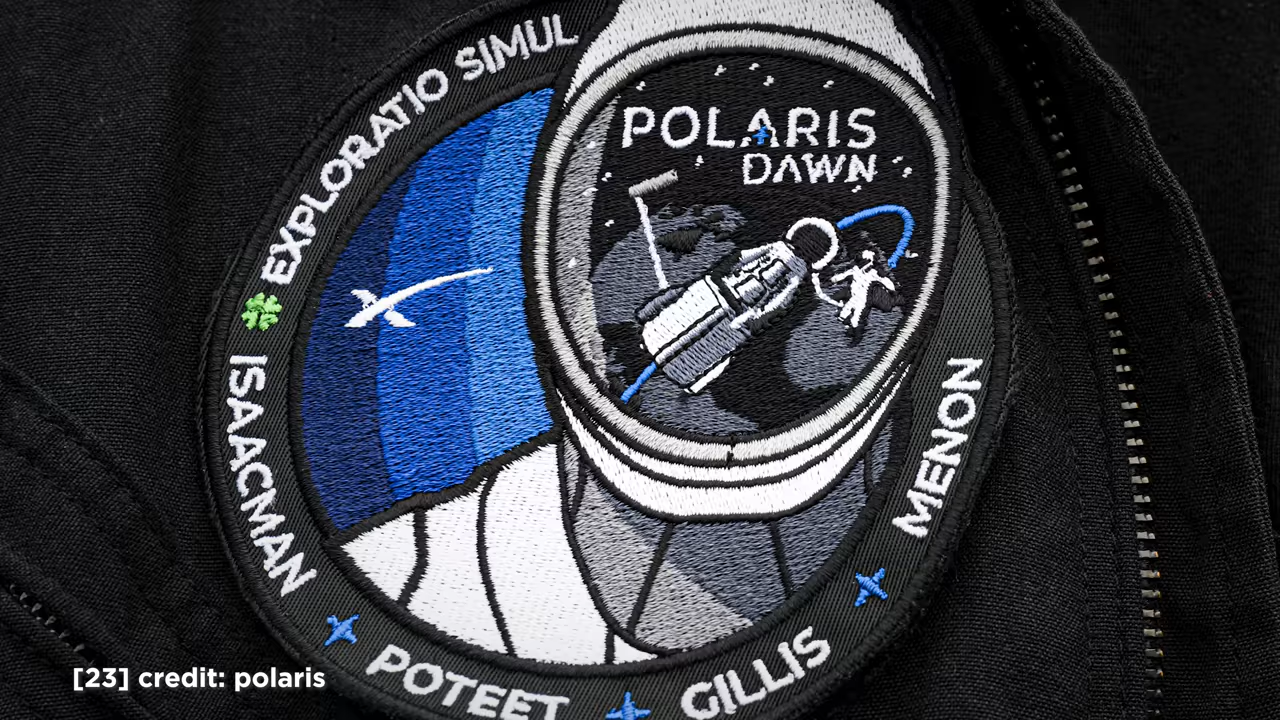 EXPLORATIO SIMUL
POLARIS
DAWN
ISAACMAN
POTEET
GILLIS
MENON
[23] credit: polaris